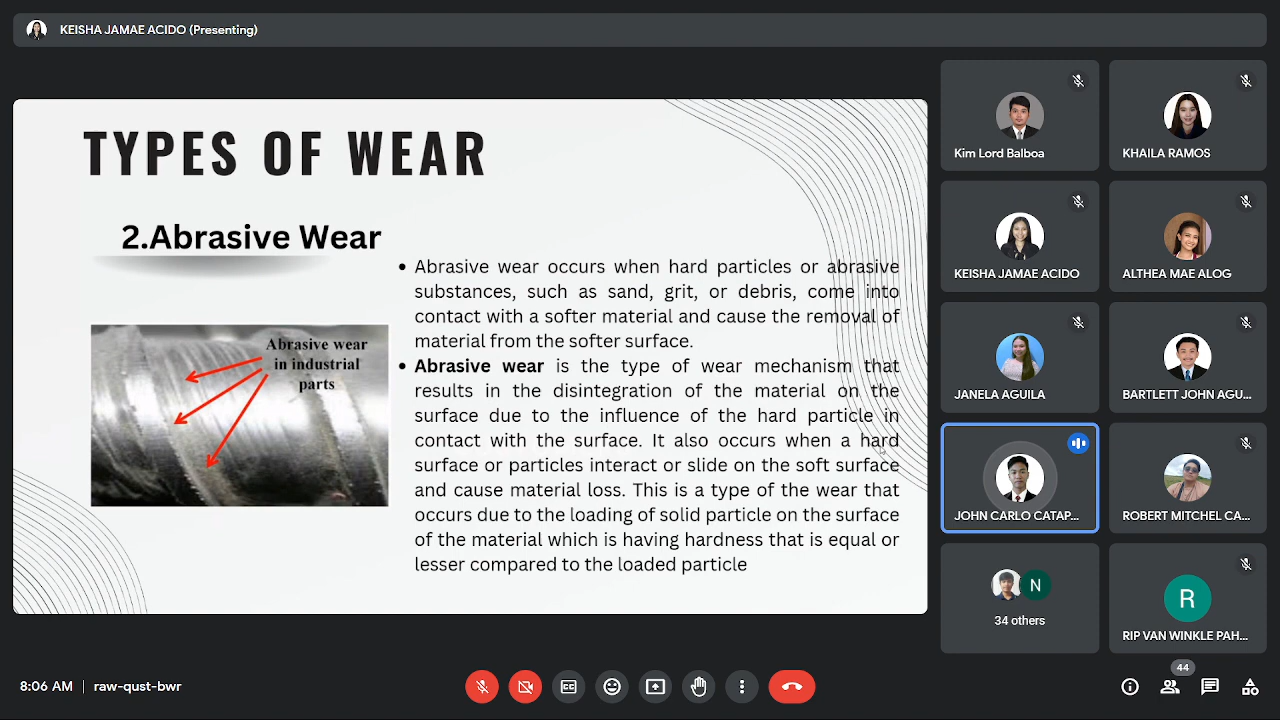 KEISHA JAMAE ACIDO (Presenting)
TYPES OF WEAR
2.Abrasive Wear
Abrasive wear
in industrial
parts
• Abrasive wear occurs when hard particles or abrasive
substances, such as sand, grit, or debris, come into
contact with a softer material and cause the removal of
material from the softer surface.
• Abrasive wear is the type of wear mechanism that
results in the disintegration of the material on the
surface due to the influence of the hard particle in
contact with the surface. It also occurs when a hard
surface or particles interact or slide on the soft surface
and cause material loss. This is a type of the wear that
occurs due to the loading of solid particle on the surface
of the material which is having hardness that is equal or
lesser compared to the loaded particle
Kim Lord Balboa
KHAILA RAMOS
KEISHA JAMAE ACIDO
ALTHEA MAE ALOG
JANELA AGUILA
BARTLETT JOHN AGU...
JOHN CARLO CATAP...
ROBERT MITCHEL CA...
N
34 others
R
RIP VAN WINKLE PAH...
8:06 AM | raw-qust-bwr
44